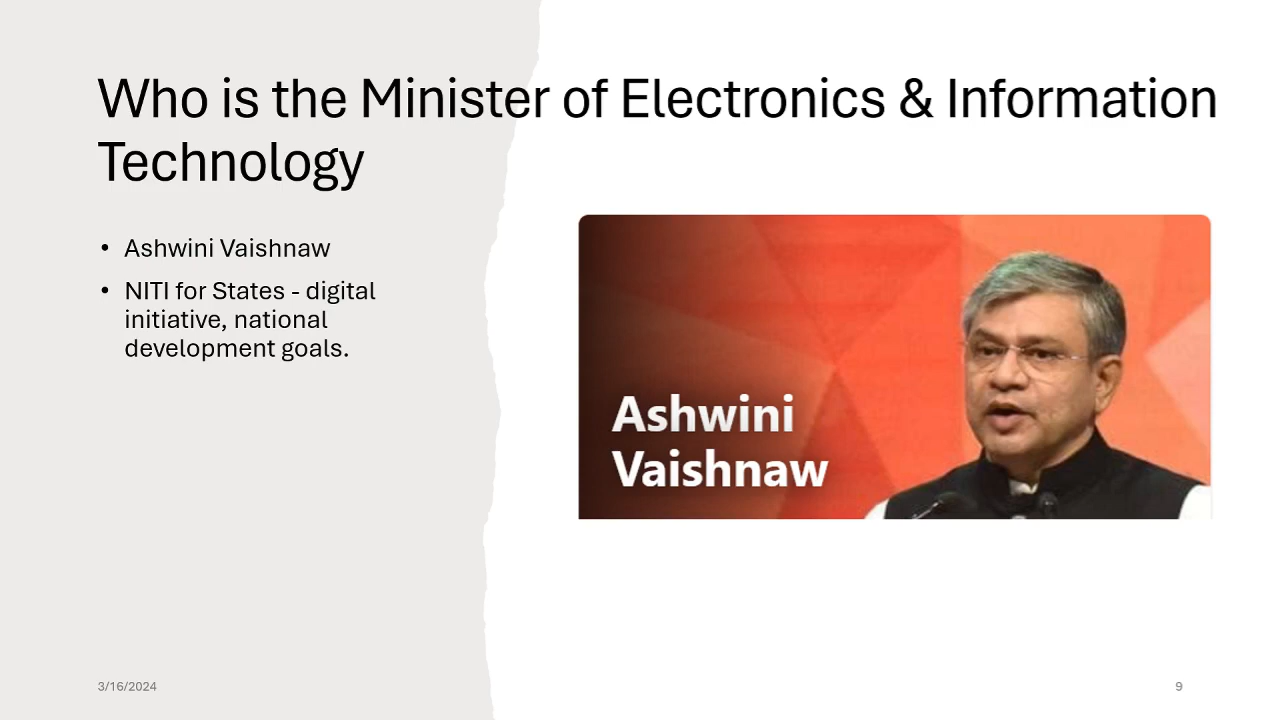 Who is the Minister of Electronics & Information
Technology
• Ashwini Vaishnaw
• NITI for States - digital
initiative, national
development goals.
Ashwini
Vaishnaw
3/16/2024
9